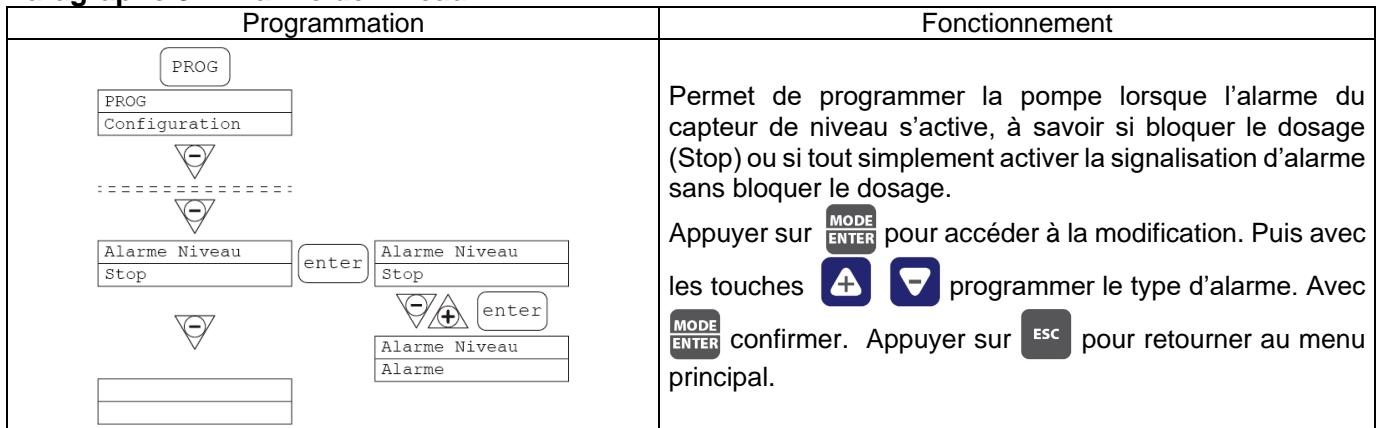 Programmation
Fonctionnement
PROG
PROG
Configuration
Alarme Niveau
Stop
enter
Alarme Niveau
Stop
enter
Alarme Niveau
Alarme
Permet de programmer la pompe lorsque l’alarme du
capteur de niveau s’active, à savoir si bloquer le dosage
(Stop) ou si tout simplement activer la signalisation d’alarme
sans bloquer le dosage.
Appuyer sur MODE ENTER pour accéder à la modification. Puis avec
les touches + - programmer le type d’alarme. Avec
MODE ENTER confirmer. Appuyer sur ESC pour retourner au menu
principal.